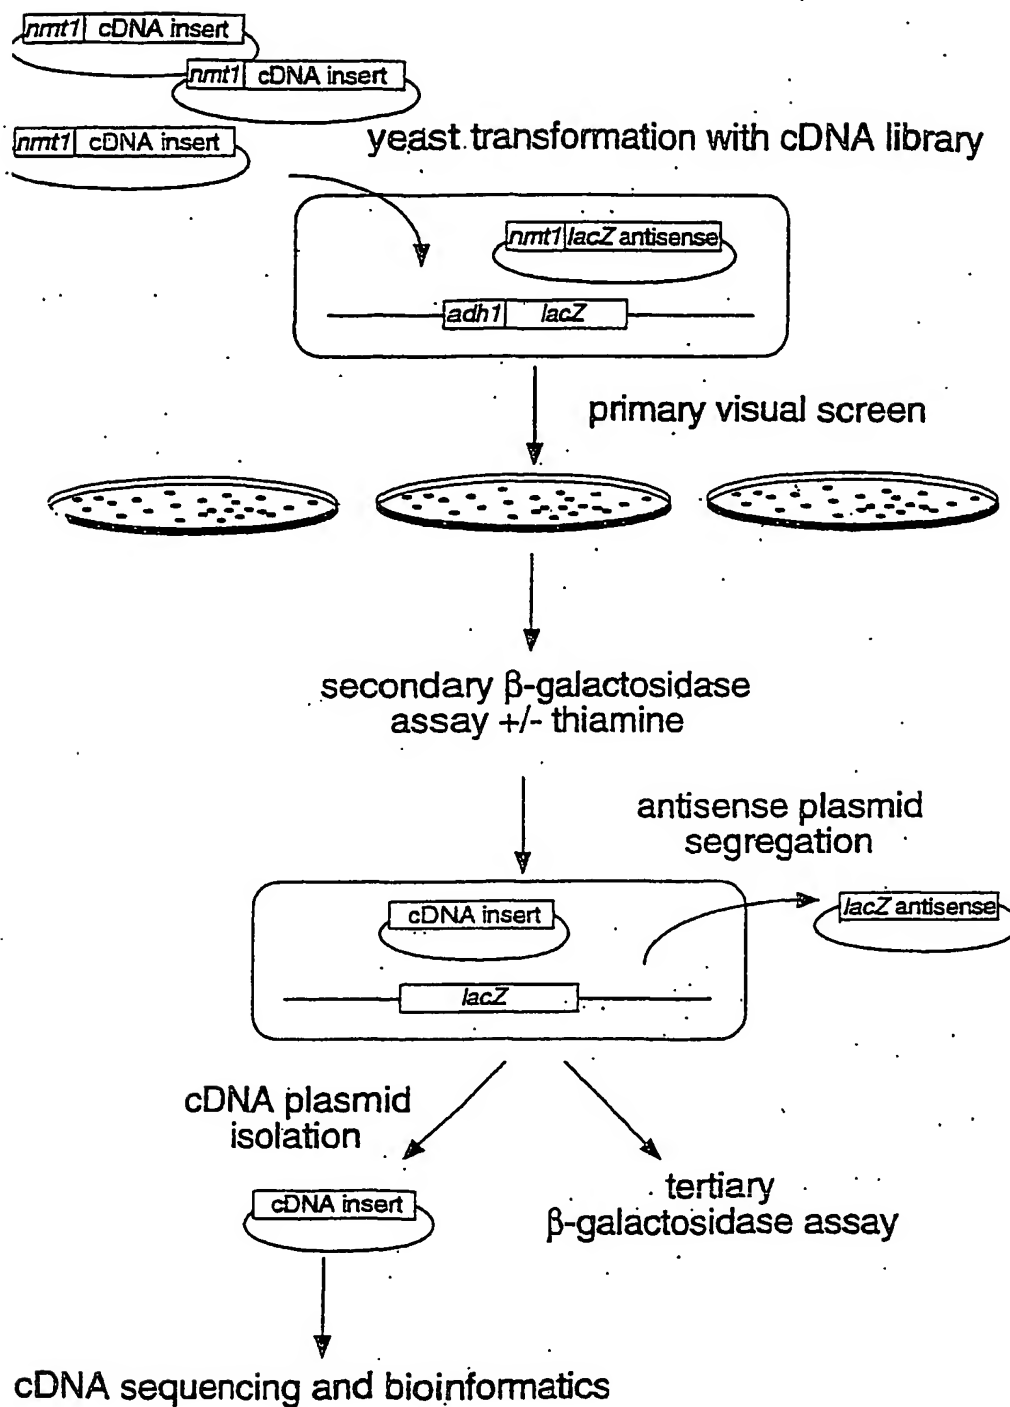 nmt1 cDNA insert
nmt1 cDNA insert
nmt1 cDNA insert
yeast transformation with cDNA library
nmt1 lacZ antisense
adh1 lacZ
primary visual screen
secondary β-galactosidase
assay +/- thiamine
antisense plasmid
segregation
cDNA insert
lacZ antisense
lacZ
cDNA plasmid
isolation
cDNA insert
tertiary
β-galactosidase assay
cDNA sequencing and bioinformatics